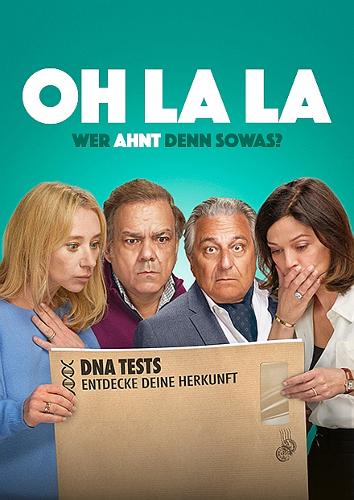 OH LA LA
WER AHNT DENN SOWAS?
DNA TESTS
ENTDECKE DEINE HERKUNFT